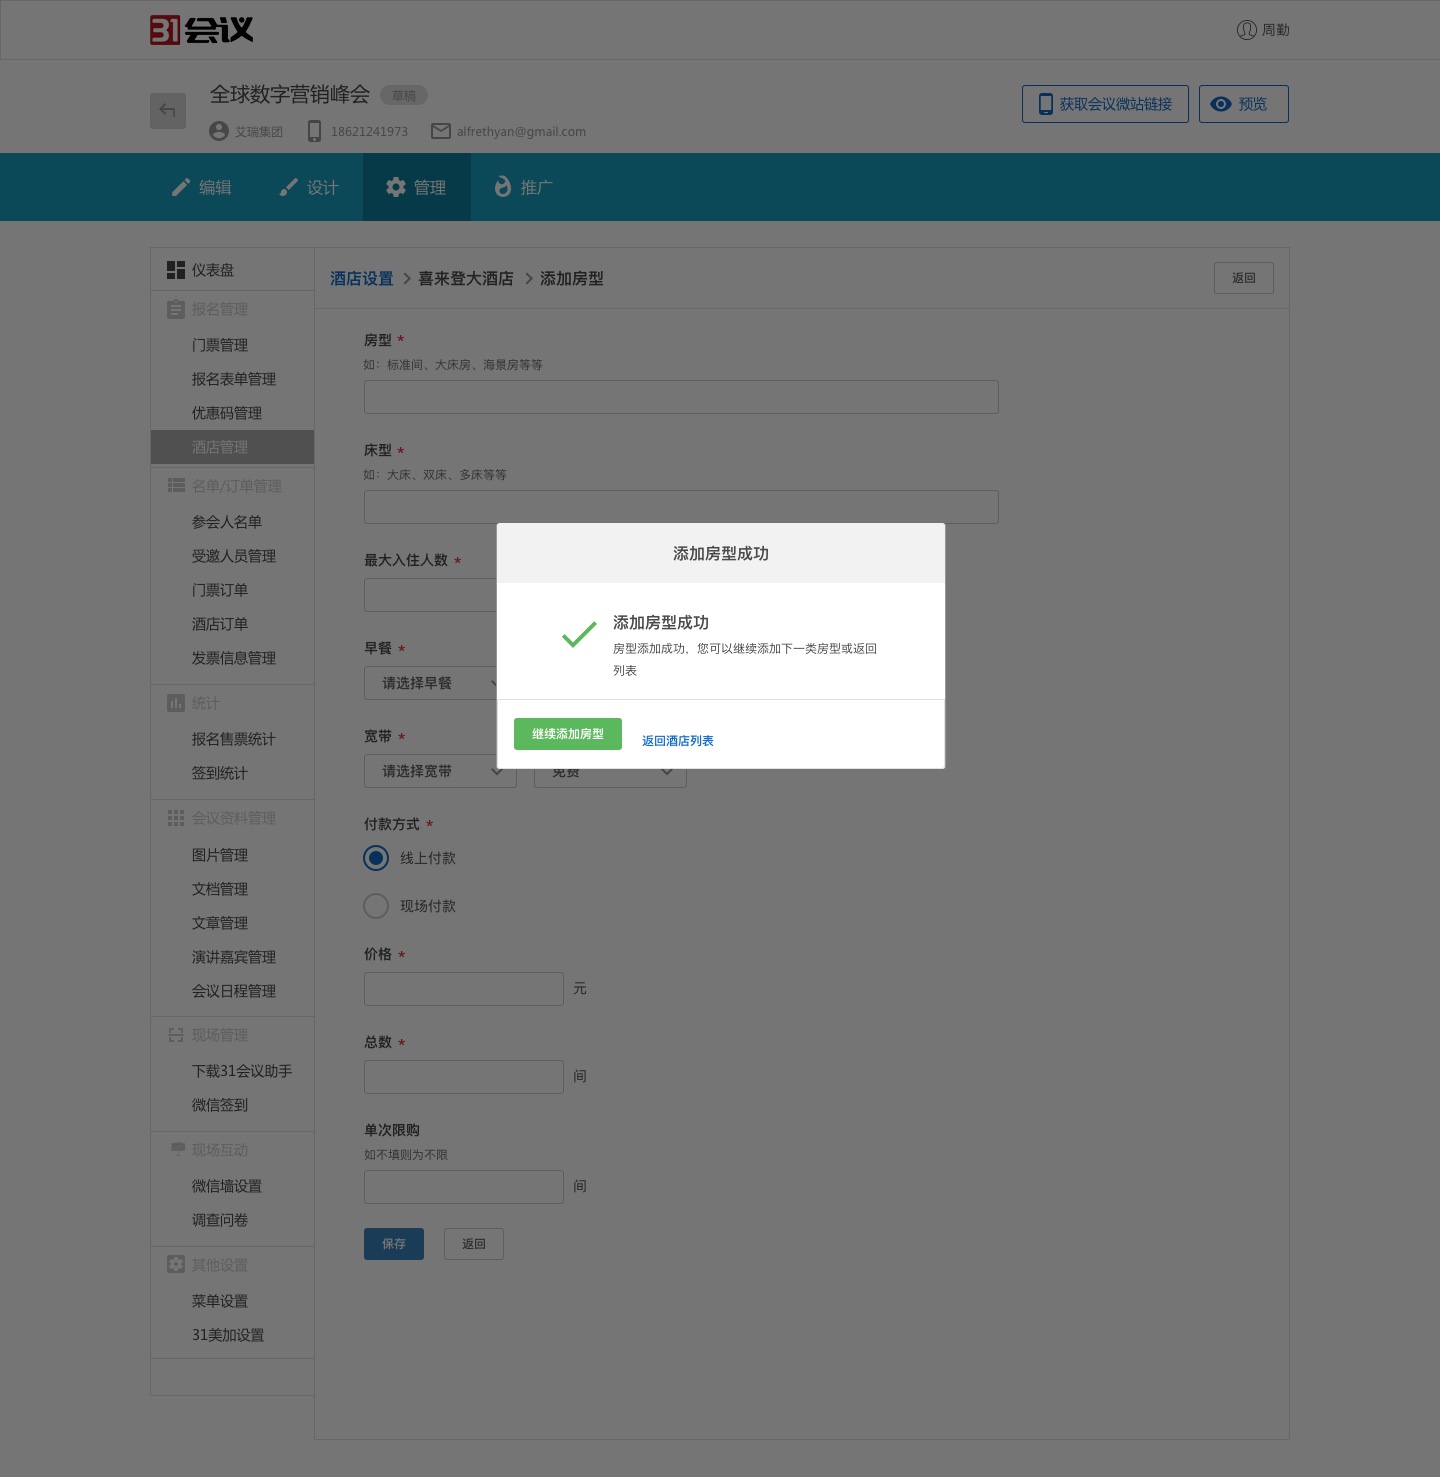 31会议
周勤
全球数字营销峰会 草稿
艾瑞集团 18621241973 alfrethyan@gmail.com
获取会议微站链接 预览
编辑 设计 管理 推广
仪表盘
报名管理
门票管理
报名表单管理
优惠码管理
酒店管理
名单/订单管理
参会人名单
受邀人员管理
门票订单
酒店订单
发票信息管理
统计
报名售票统计
签到统计
会议资料管理
图片管理
文档管理
文章管理
演讲嘉宾管理
会议日程管理
现场管理
下载31会议助手
微信签到
现场互动
微信墙设置
调查问卷
其他设置
菜单设置
31美加设置
酒店设置 > 喜来登大酒店 > 添加房型
返回
房型 *
如：标准间、大床房、海景房等等
床型 *
如：大床、双床、多床等等
最大入住人数 *
早餐 *
请选择早餐
宽带 *
请选择宽带 免费
付款方式 *
线上付款
现场付款
价格 *
元
总数 *
间
单次限购
如不填则为不限
间
保存 返回
添加房型成功
添加房型成功
房型添加成功，您可以继续添加下一类房型或返回
列表
继续添加房型 返回酒店列表